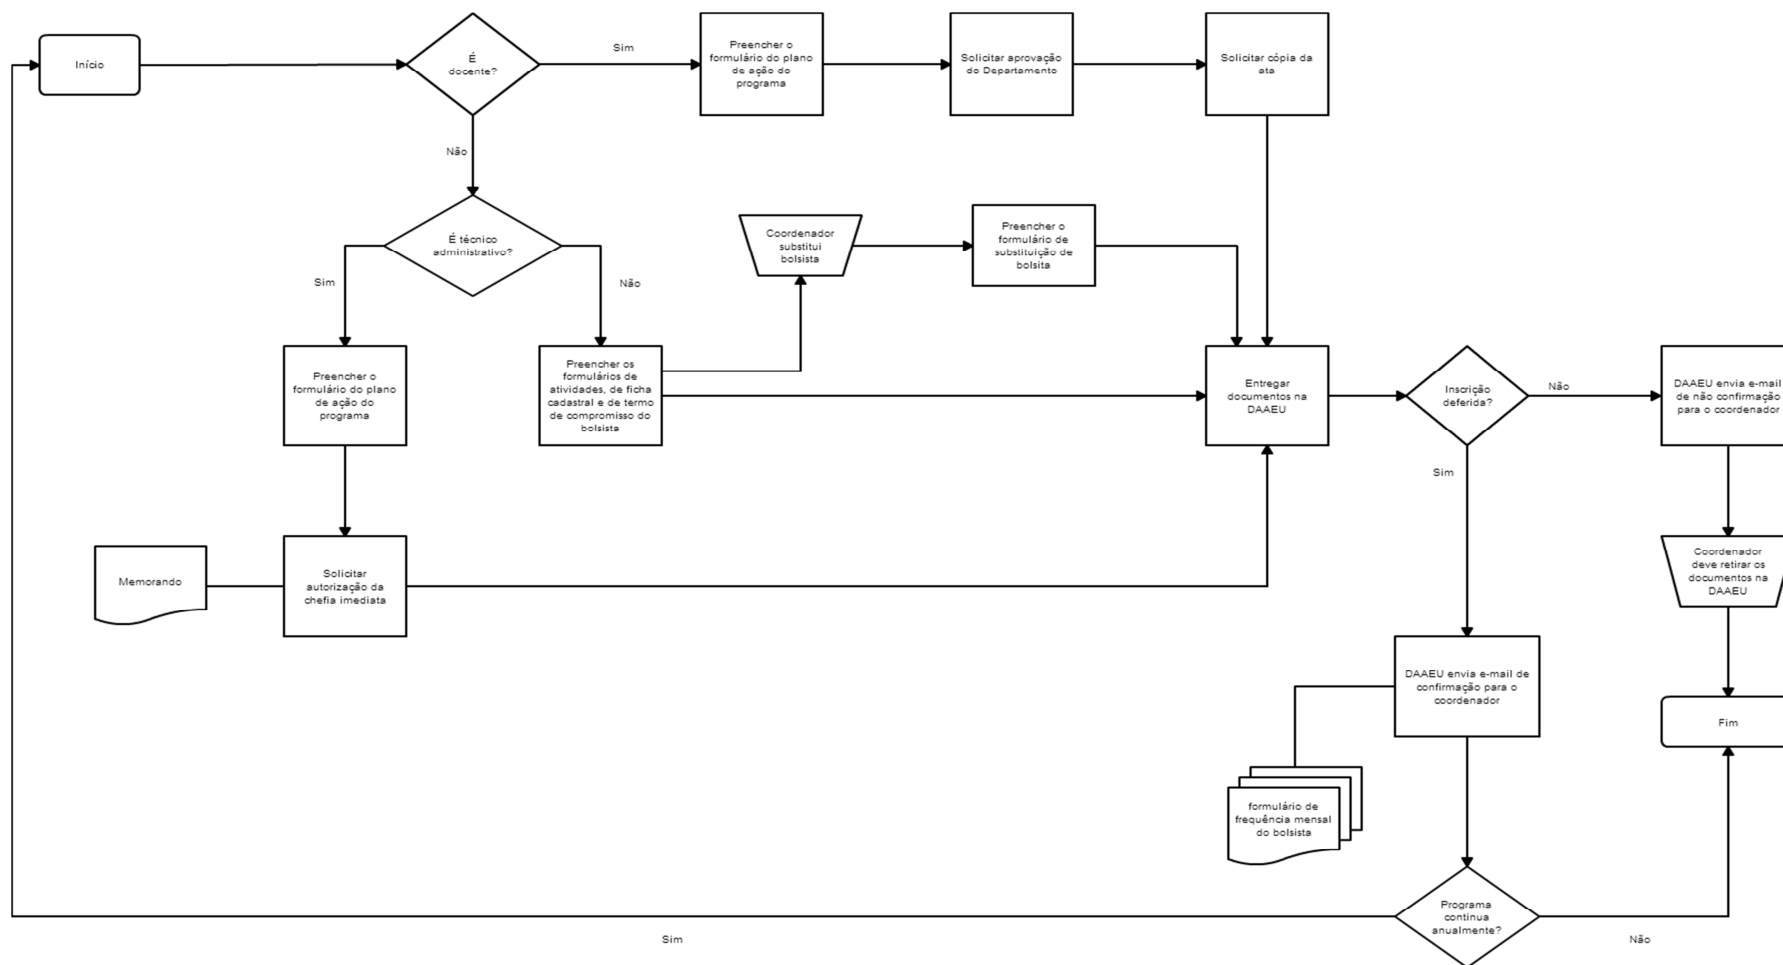 Início
É
docente?
Sim
Preencher o
formulário do plano
de ação do
programa
Solicitar aprovação
do Departamento
Solicitar cópia da
ata
Não
É técnico
administrativo?
Sim
Não
Coordenador
substitui
bolsista
Preencher o
formulário de
substituição de
bolsita
Preencher o
formulário do plano
de ação do
programa
Preencher os
formulários de
atividades, de ficha
cadastral e de termo
de compromisso do
bolsista
Entregar
documentos na
DAAEU
Inscrição
deferida?
Não
DAAEU envia e-mail
de não confirmação
para o coordenador
Sim
Memorando
Solicitar
autorização da
chefia imediata
Coordenador
deve retirar os
documentos na
DAAEU
DAAEU envia e-mail de
confirmação para o
coordenador
Fim
formulário de
frequência mensal
do bolsista
Programa
continua
anualmente?
Sim
Não